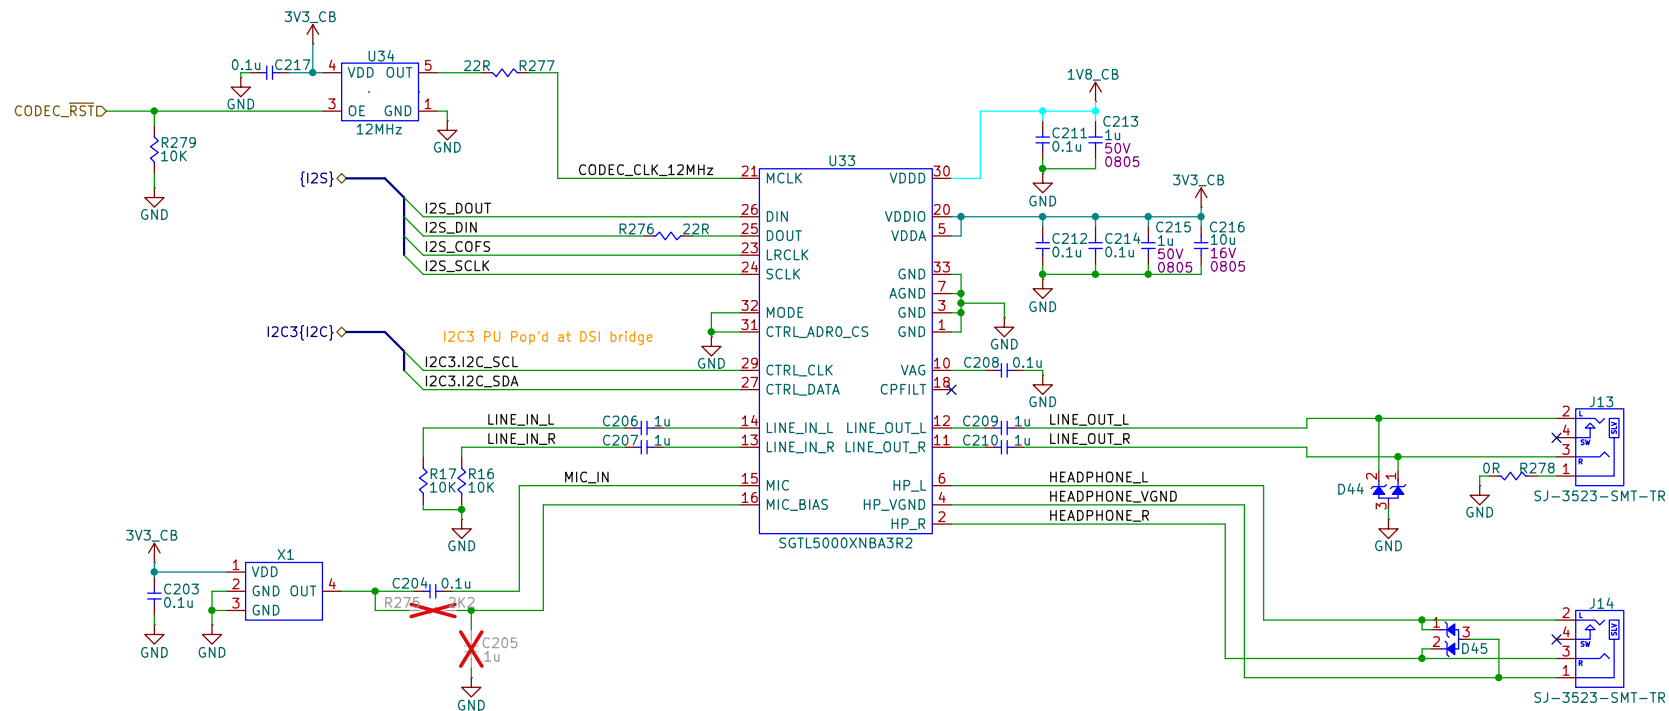 3V3_CB
U34
0.1u C217
4 VDD OUT 5
GND
CODEC_RST
3 OE GND 1
12MHz
GND
R279
10K
GND
22R R277
CODEC_CLK_12MHz
{I2S}
I2S_DOUT
I2S_DIN
R276 22R
I2S_COFS
I2S_SCLK
I2C3{I2C}
I2C3 PU Pop'd at DSI bridge
GND
I2C3.I2C_SCL
I2C3.I2C_SDA
LINE_IN_L
C206 1u
LINE_IN_R
C207 1u
R17
10K
R16
10K
GND
MIC_IN
U33
21 MCLK
26 DIN
25 DOUT
23 LRCLK
24 SCLK
32 MODE
31 CTRL_ADR0_CS
29 CTRL_CLK
27 CTRL_DATA
14 LINE_IN_L
13 LINE_IN_R
15 MIC
16 MIC_BIAS
VDDD 30
VDDIO 20
VDDA 5
GND 33
AGND 7
GND 3
GND 1
VAG 10
CPFILT 18
LINE_OUT_L 12
LINE_OUT_R 11
HP_L 6
HP_VGND 4
HP_R 2
SGTL5000XNBA3R2
1V8_CB
C211
0.1u
C213
1u
50V
0805
GND
3V3_CB
C212
0.1u
C214
0.1u
C215
1u
50V
0805
C216
10u
16V
0805
GND
GND
C208 0.1u
GND
C209 1u
LINE_OUT_L
C210 1u
LINE_OUT_R
HEADPHONE_L
HEADPHONE_VGND
HEADPHONE_R
J13
2 L
4 SW
SLV
3 R
1
SJ-3523-SMT-TR
0R R278
GND
D44
2 1
3
GND
J14
2 L
4 SW
SLV
3 R
1
SJ-3523-SMT-TR
1
2
3
D45
3V3_CB
C203
0.1u
GND
X1
1 VDD
2 GND OUT 4
3 GND
GND
C204 0.1u
R275 2K2
C205
1u
GND